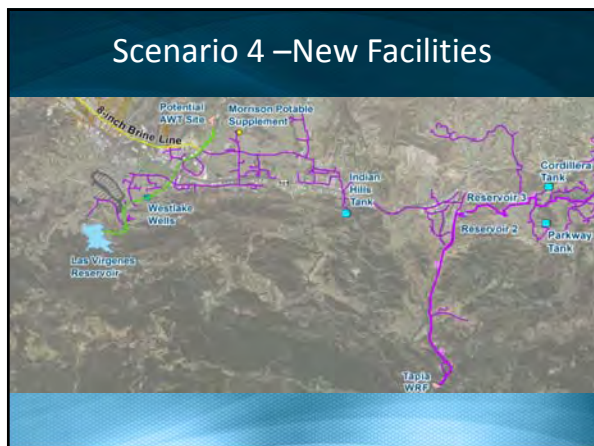 Scenario 4 –New Facilities
8-inch Brine Line
Potential
AWT Site
Morrison Potable
Supplement
Westlake
Wells
Las Virgenes
Reservoir
Indian
Hills
Tank
Cordillera
Tank
Reservoir 3
Reservoir 2
Parkway
Tank
Tapia
WRF